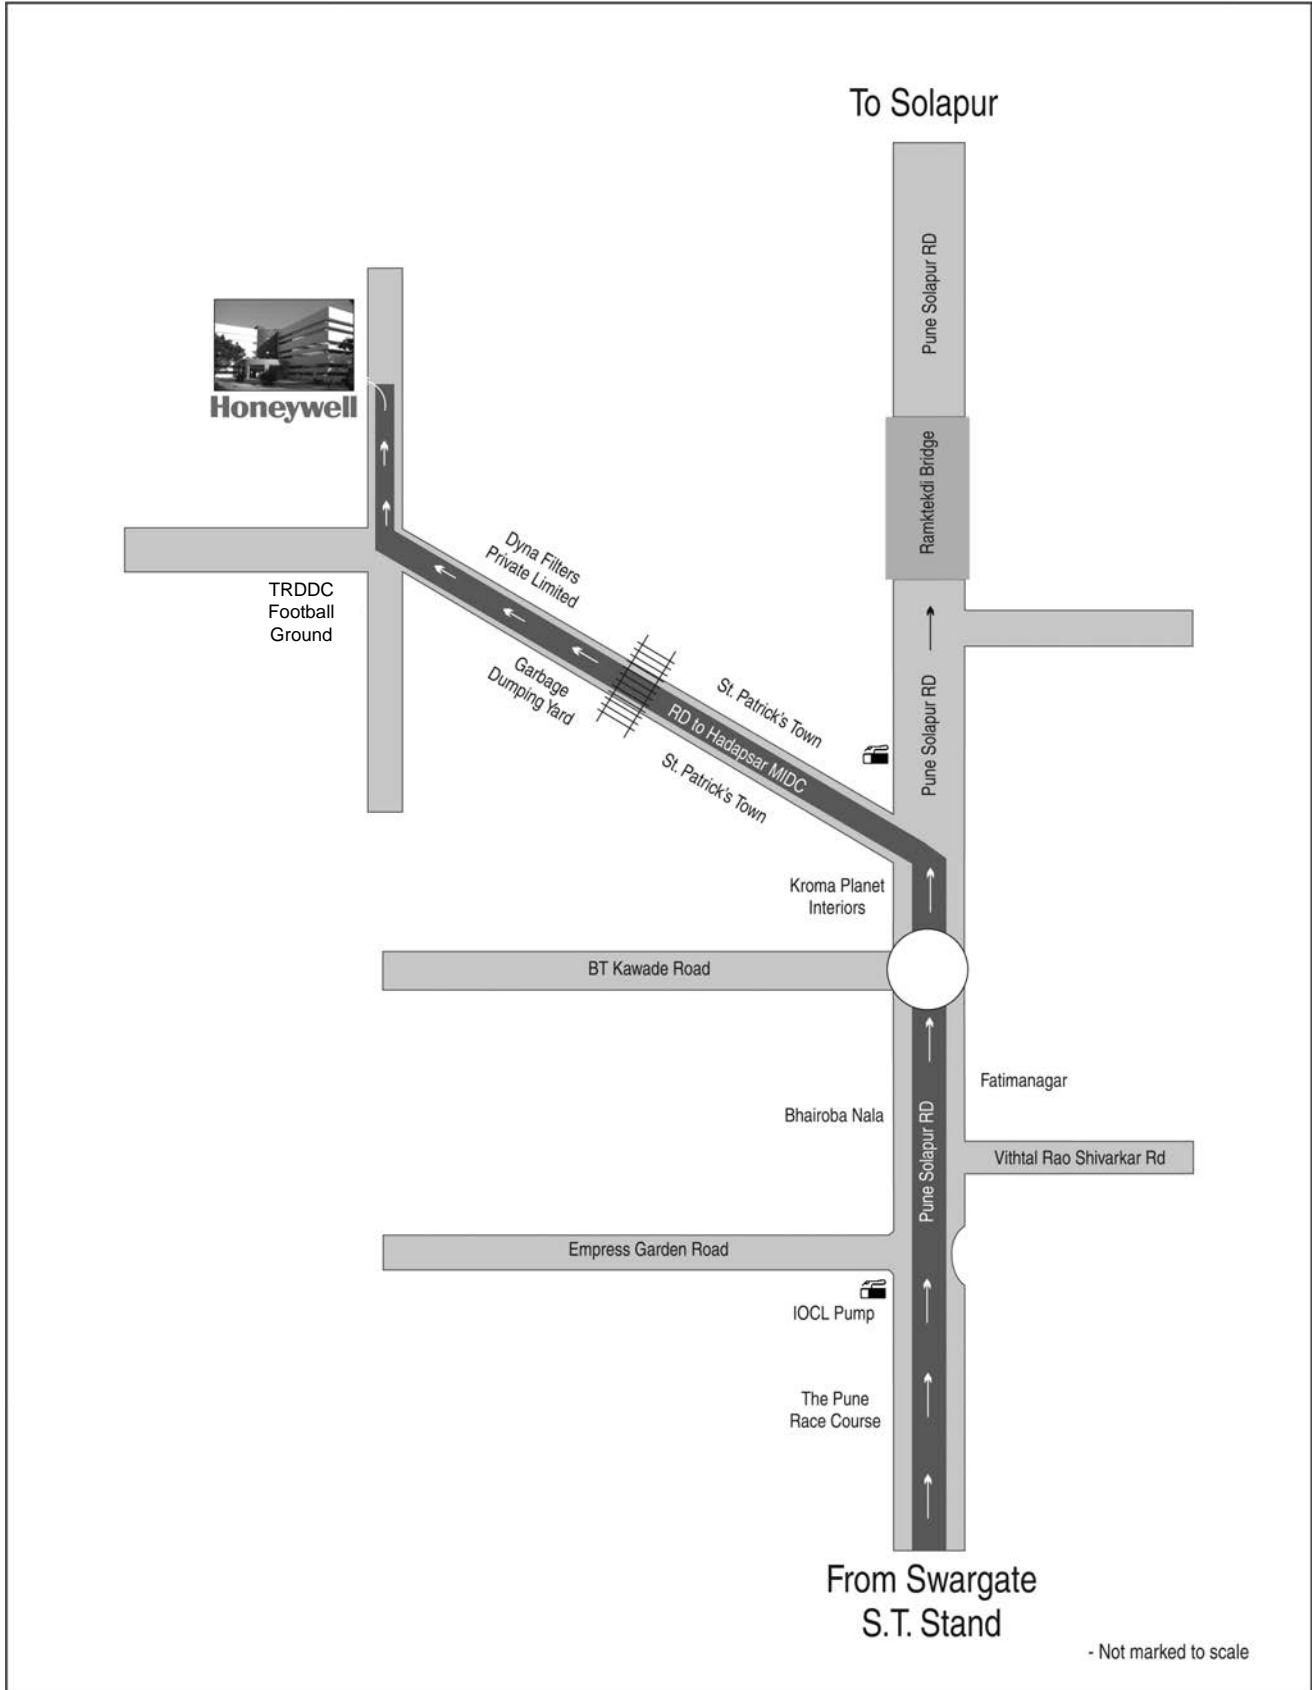 To Solapur
Pune Solapur RD
Honeywell
Ramktekdi Bridge
Dyna Filters
Private Limited
TRDDC
Football
Ground
Garbage
Dumping Yard
St. Patrick's Town
RD to Hadapsar MIDC
St. Patrick's Town
Pune Solapur RD
Kroma Planet
Interiors
BT Kawade Road
Fatimanagar
Bhairoba Nala
Pune Solapur RD
Vithtal Rao Shivarkar Rd
Empress Garden Road
IOCL Pump
The Pune
Race Course
From Swargate
S.T. Stand
- Not marked to scale